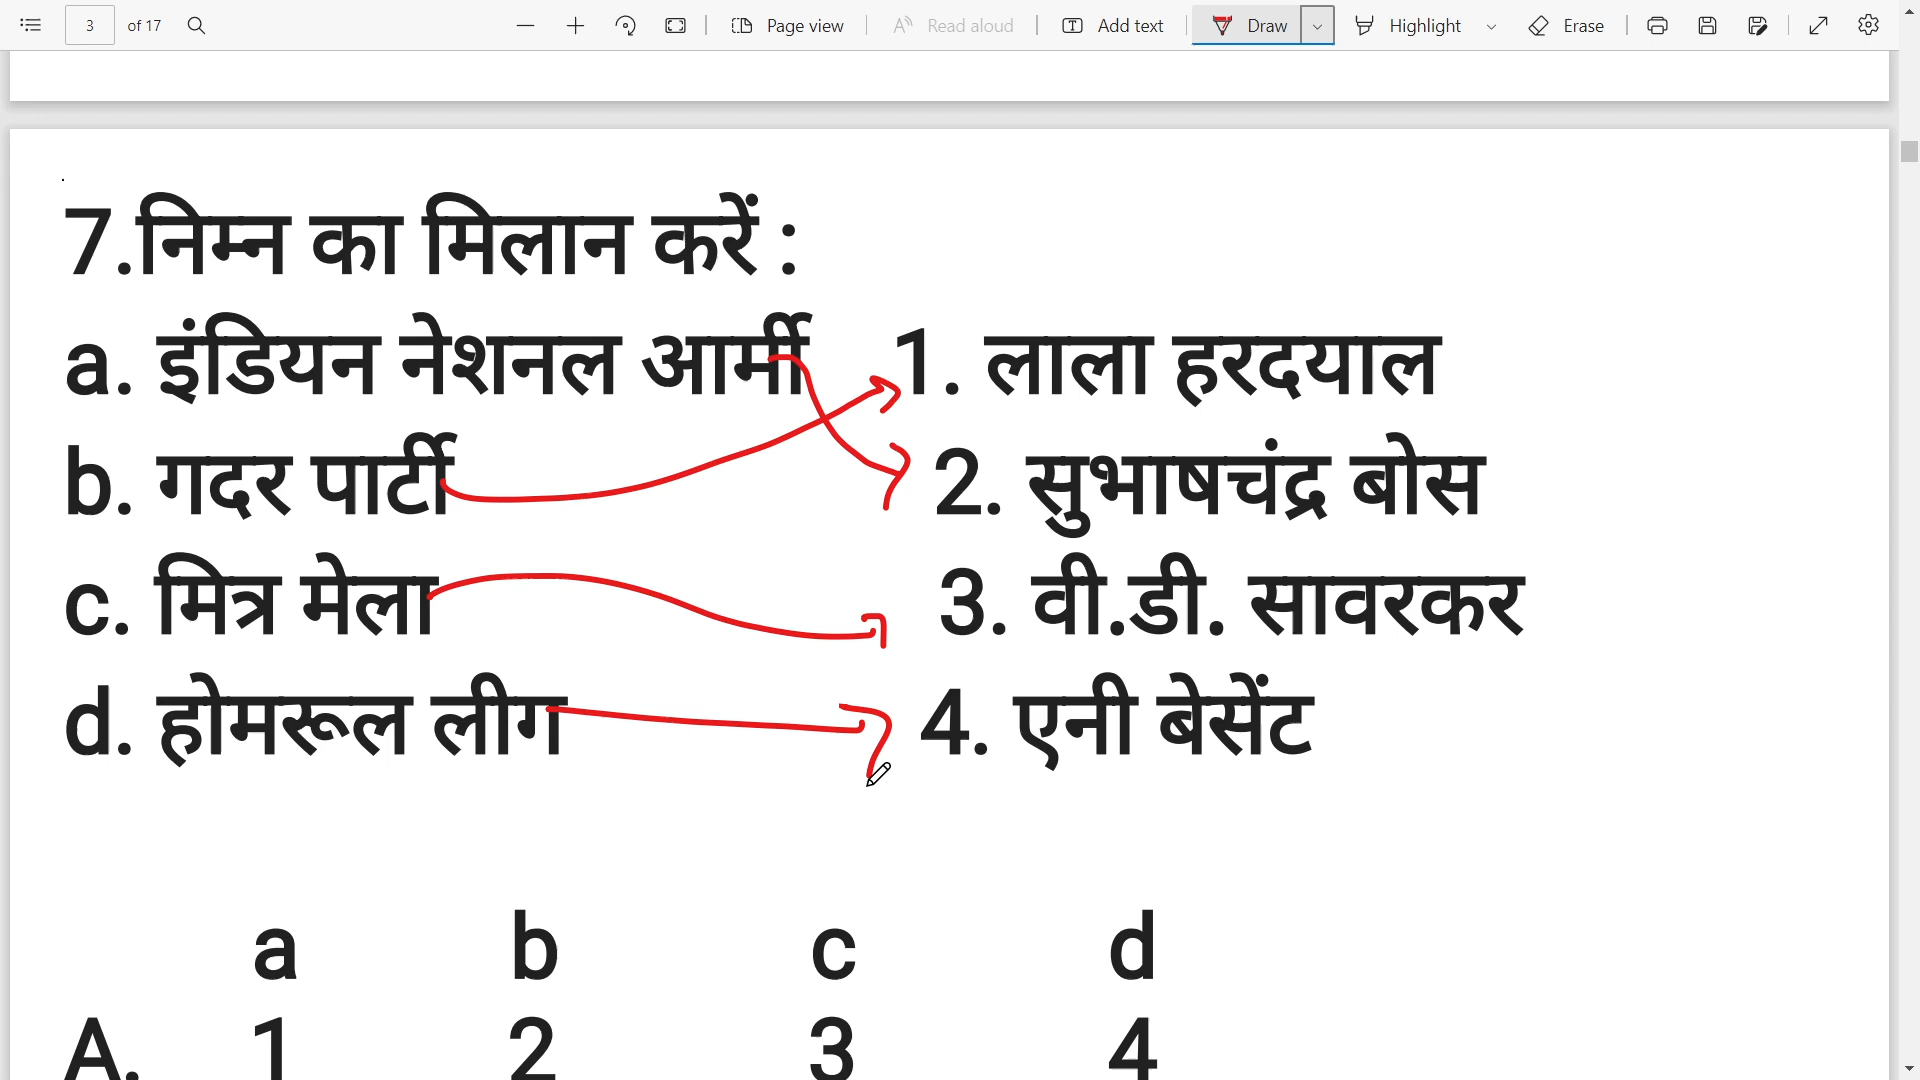 3 of 17 Page view Read aloud Add text Draw Highlight Erase
7.निम्न का मिलान करें :
a. इंडियन नेशनल आर्मी 1. लाला हरदयाल
b. गदर पार्टी 2. सुभाषचंद्र बोस
c. मित्र मेला 3. वी.डी. सावरकर
d. होमरूल लीग 4. एनी बेसेंट
a b c d
A. 1 2 3 4